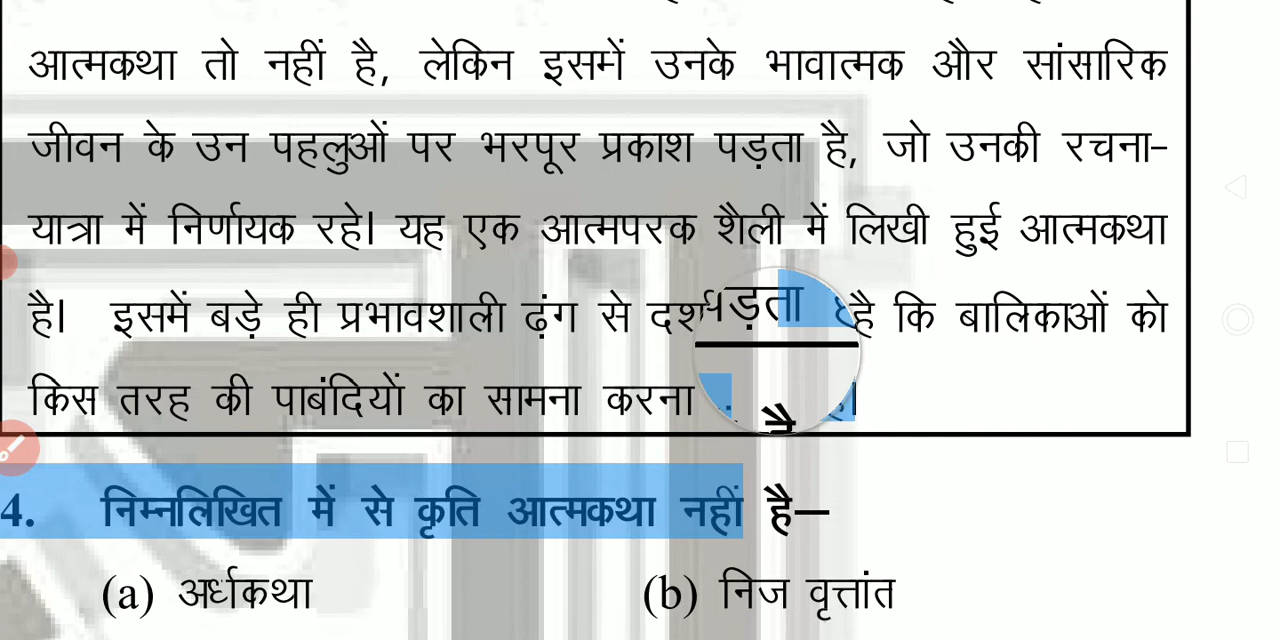 आत्मकथा तो नहीं है, लेकिन इसमें उनके भावात्मक और सांसारिक
जीवन के उन पहलुओं पर भरपूर प्रकाश पड़ता है, जो उनकी रचना-
यात्रा में निर्णायक रहे। यह एक आत्मपरक शैली में लिखी हुई आत्मकथा
है। इसमें बड़े ही प्रभावशाली ढ़ंग से है कि बालिकाओं को
किस तरह की पाबंदियों का सामना करना
पड़ता
है
4. निम्नलिखित में से कृति आत्मकथा नहीं है—
(a) अर्धकथा (b) निज वृत्तांत